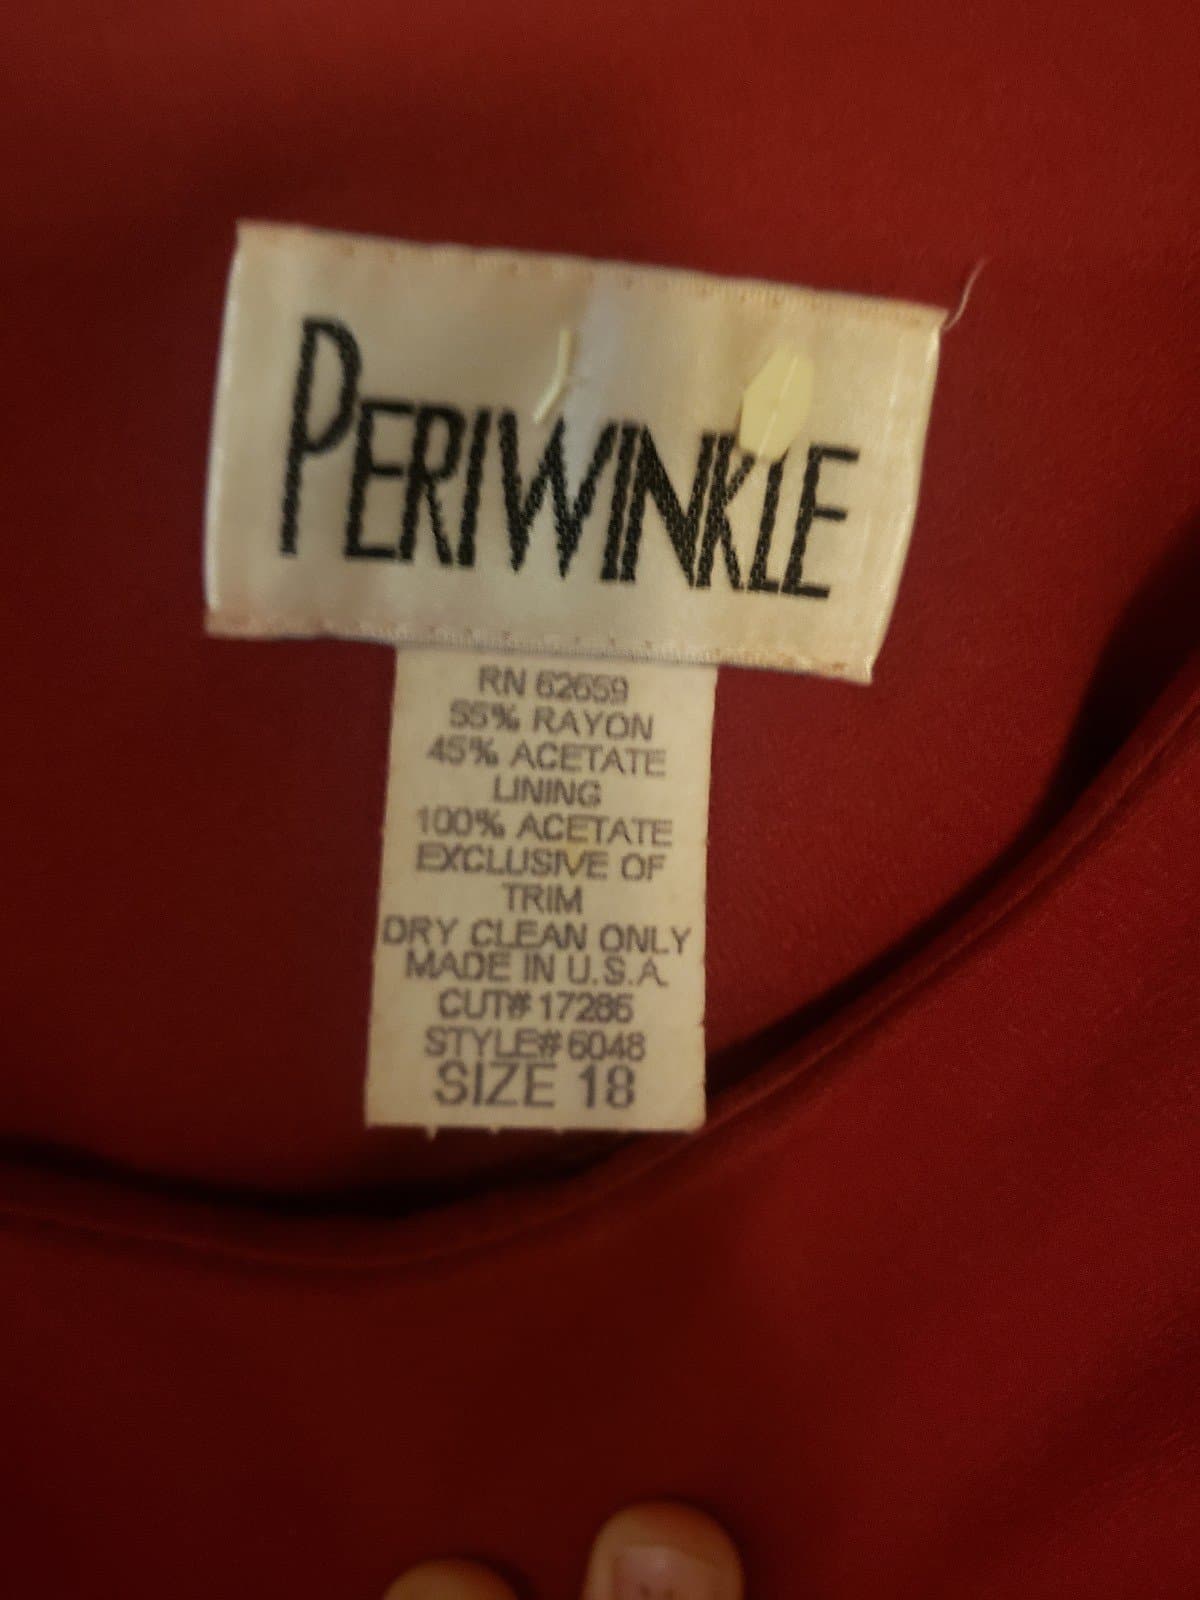 PERIWINKLE
RN 62659
55% RAYON
45% ACETATE
LINING
100% ACETATE
EXCLUSIVE OF
TRIM
DRY CLEAN ONLY
MADE IN U.S.A.
CUT# 17286
STYLE# 6048
SIZE 18